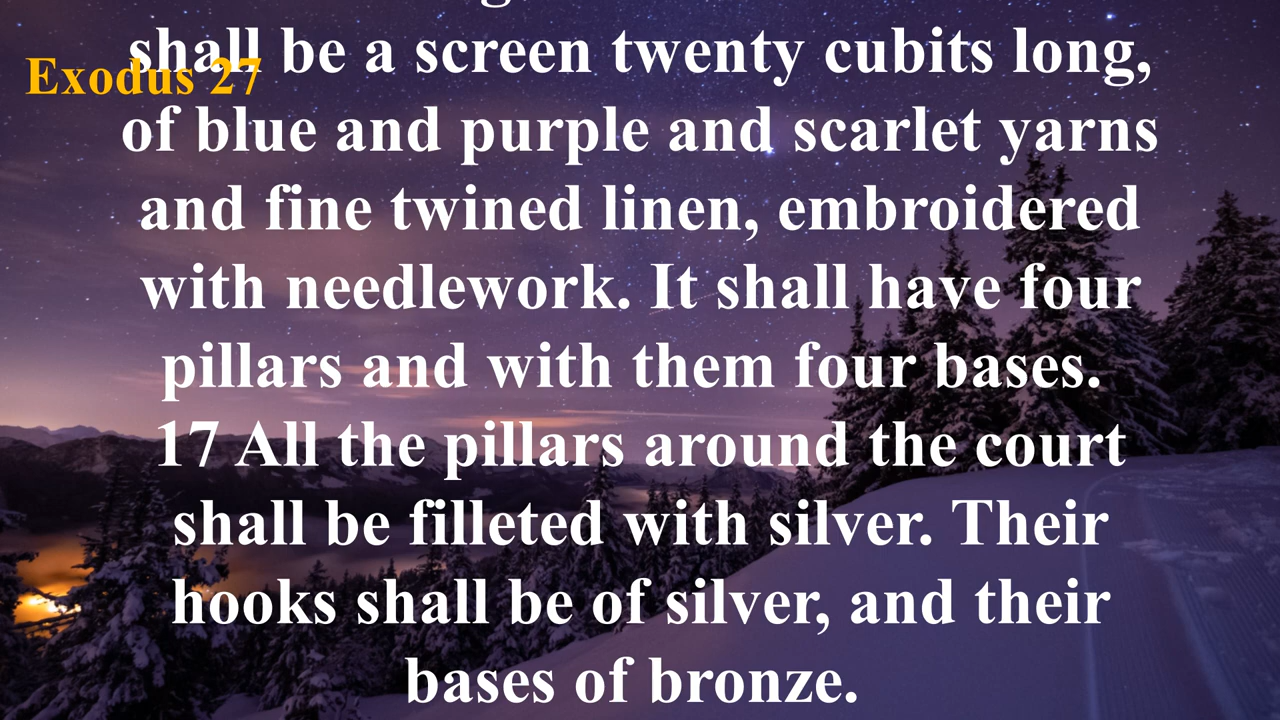 Exodus 27
shall be a screen twenty cubits long,
of blue and purple and scarlet yarns
and fine twined linen, embroidered
with needlework. It shall have four
pillars and with them four bases.
17 All the pillars around the court
shall be filleted with silver. Their
hooks shall be of silver, and their
bases of bronze.